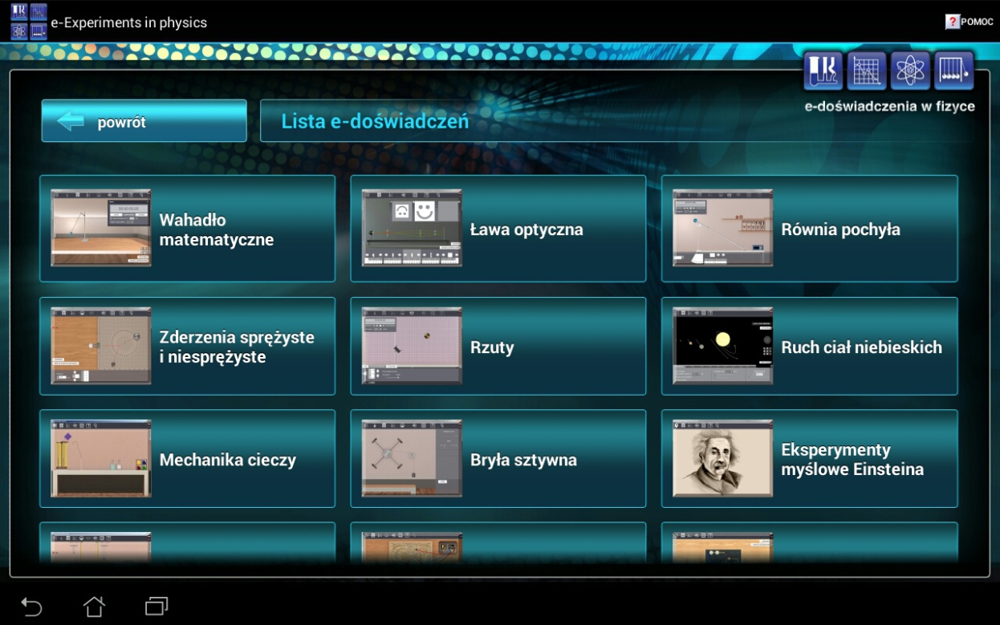 e-Experiments in physics
POMOC
e-doświadczenia w fizyce
powrót
Lista e-doświadczeń
Wahadło
matematyczne
Ława optyczna
Równia pochyła
Zderzenia sprężyste
i niesprężyste
Rzuty
Ruch ciał niebieskich
Mechanika cieczy
Bryła sztywna
Eksperymenty
myślowe Einsteina